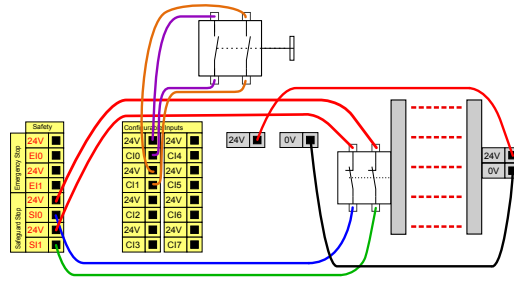 Safety
Emergency Stop
24V
EI0
24V
EI1
Safeguard Stop
24V
SI0
24V
SI1
Configurable Inputs
24V 24V
CI0 CI4
24V 24V
CI1 CI5
24V 24V
CI2 CI6
24V 24V
CI3 CI7
24V 0V
24V
0V